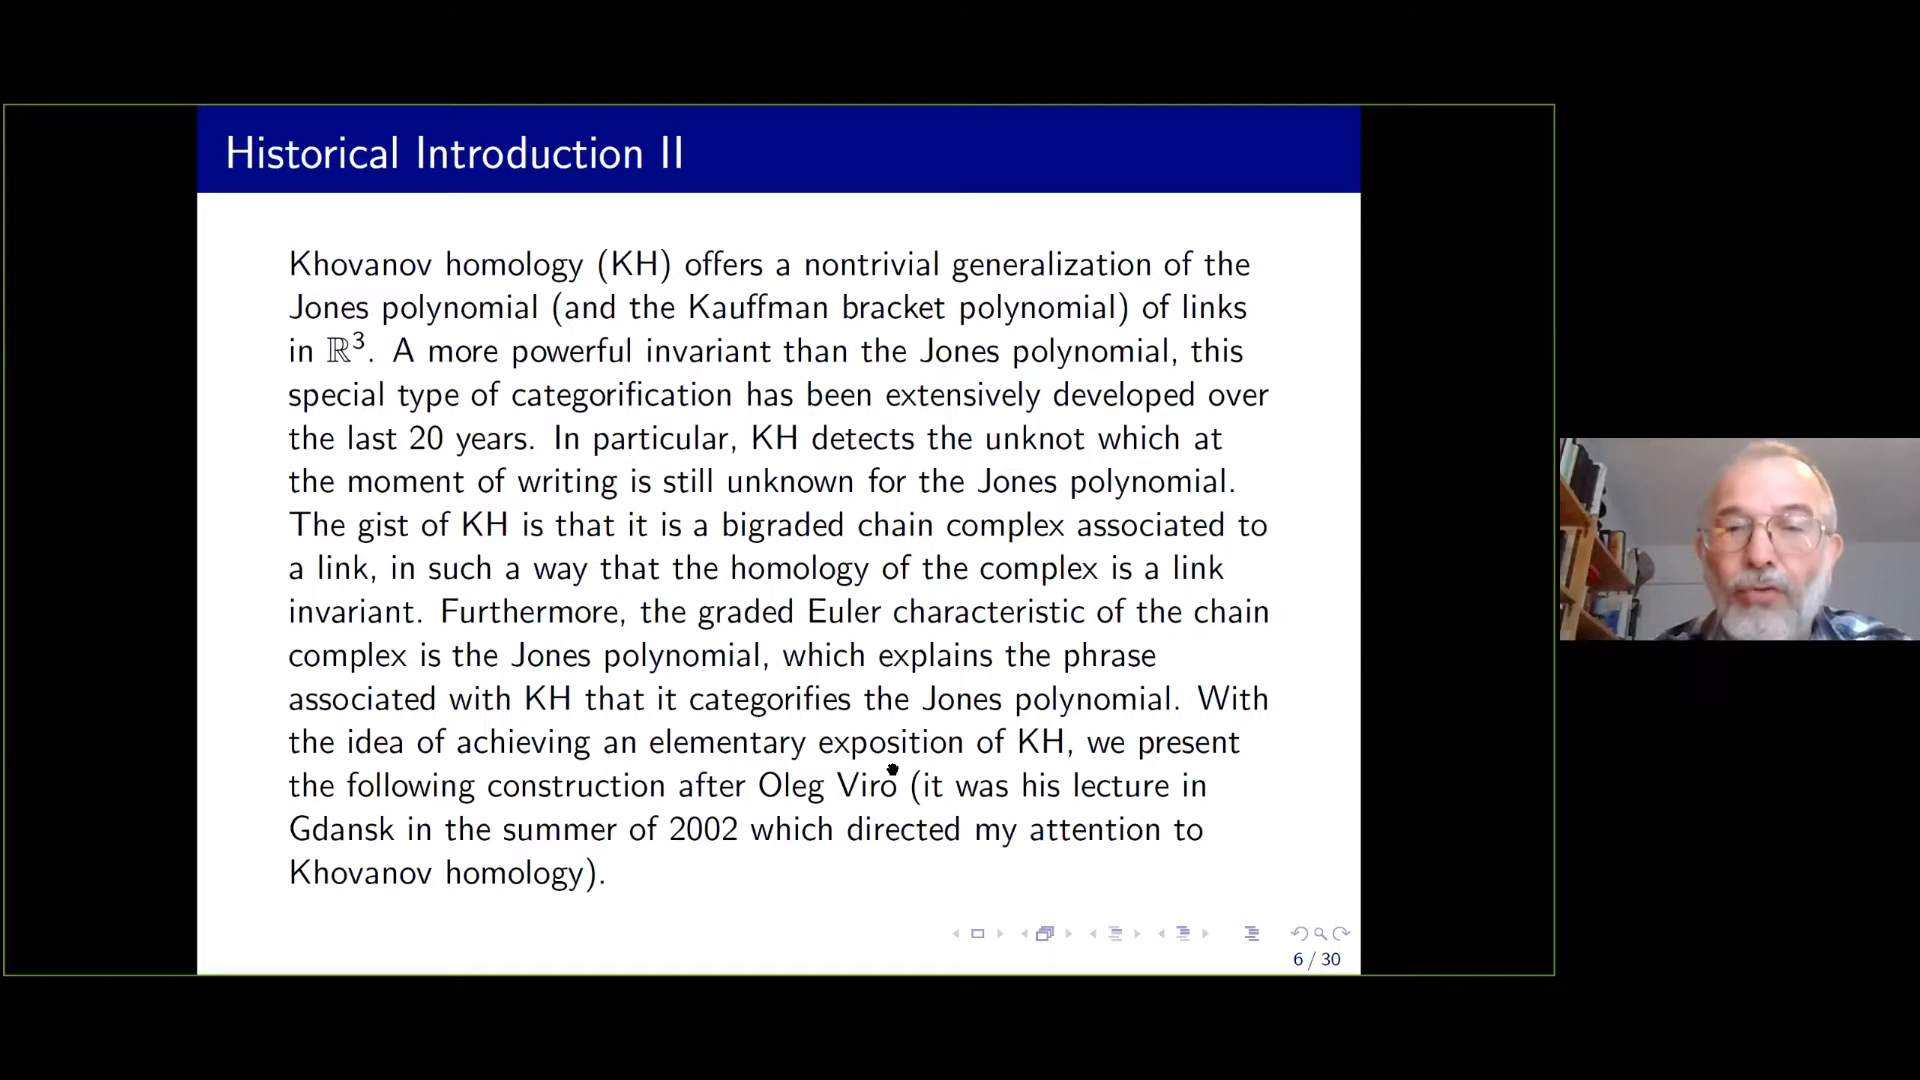 Historical Introduction II
Khovanov homology (KH) offers a nontrivial generalization of the
Jones polynomial (and the Kauffman bracket polynomial) of links
in ℝ³. A more powerful invariant than the Jones polynomial, this
special type of categorification has been extensively developed over
the last 20 years. In particular, KH detects the unknot which at
the moment of writing is still unknown for the Jones polynomial.
The gist of KH is that it is a bigraded chain complex associated to
a link, in such a way that the homology of the complex is a link
invariant. Furthermore, the graded Euler characteristic of the chain
complex is the Jones polynomial, which explains the phrase
associated with KH that it categorifies the Jones polynomial. With
the idea of achieving an elementary exposition of KH, we present
the following construction after Oleg Viro (it was his lecture in
Gdansk in the summer of 2002 which directed my attention to
Khovanov homology).
6 / 30